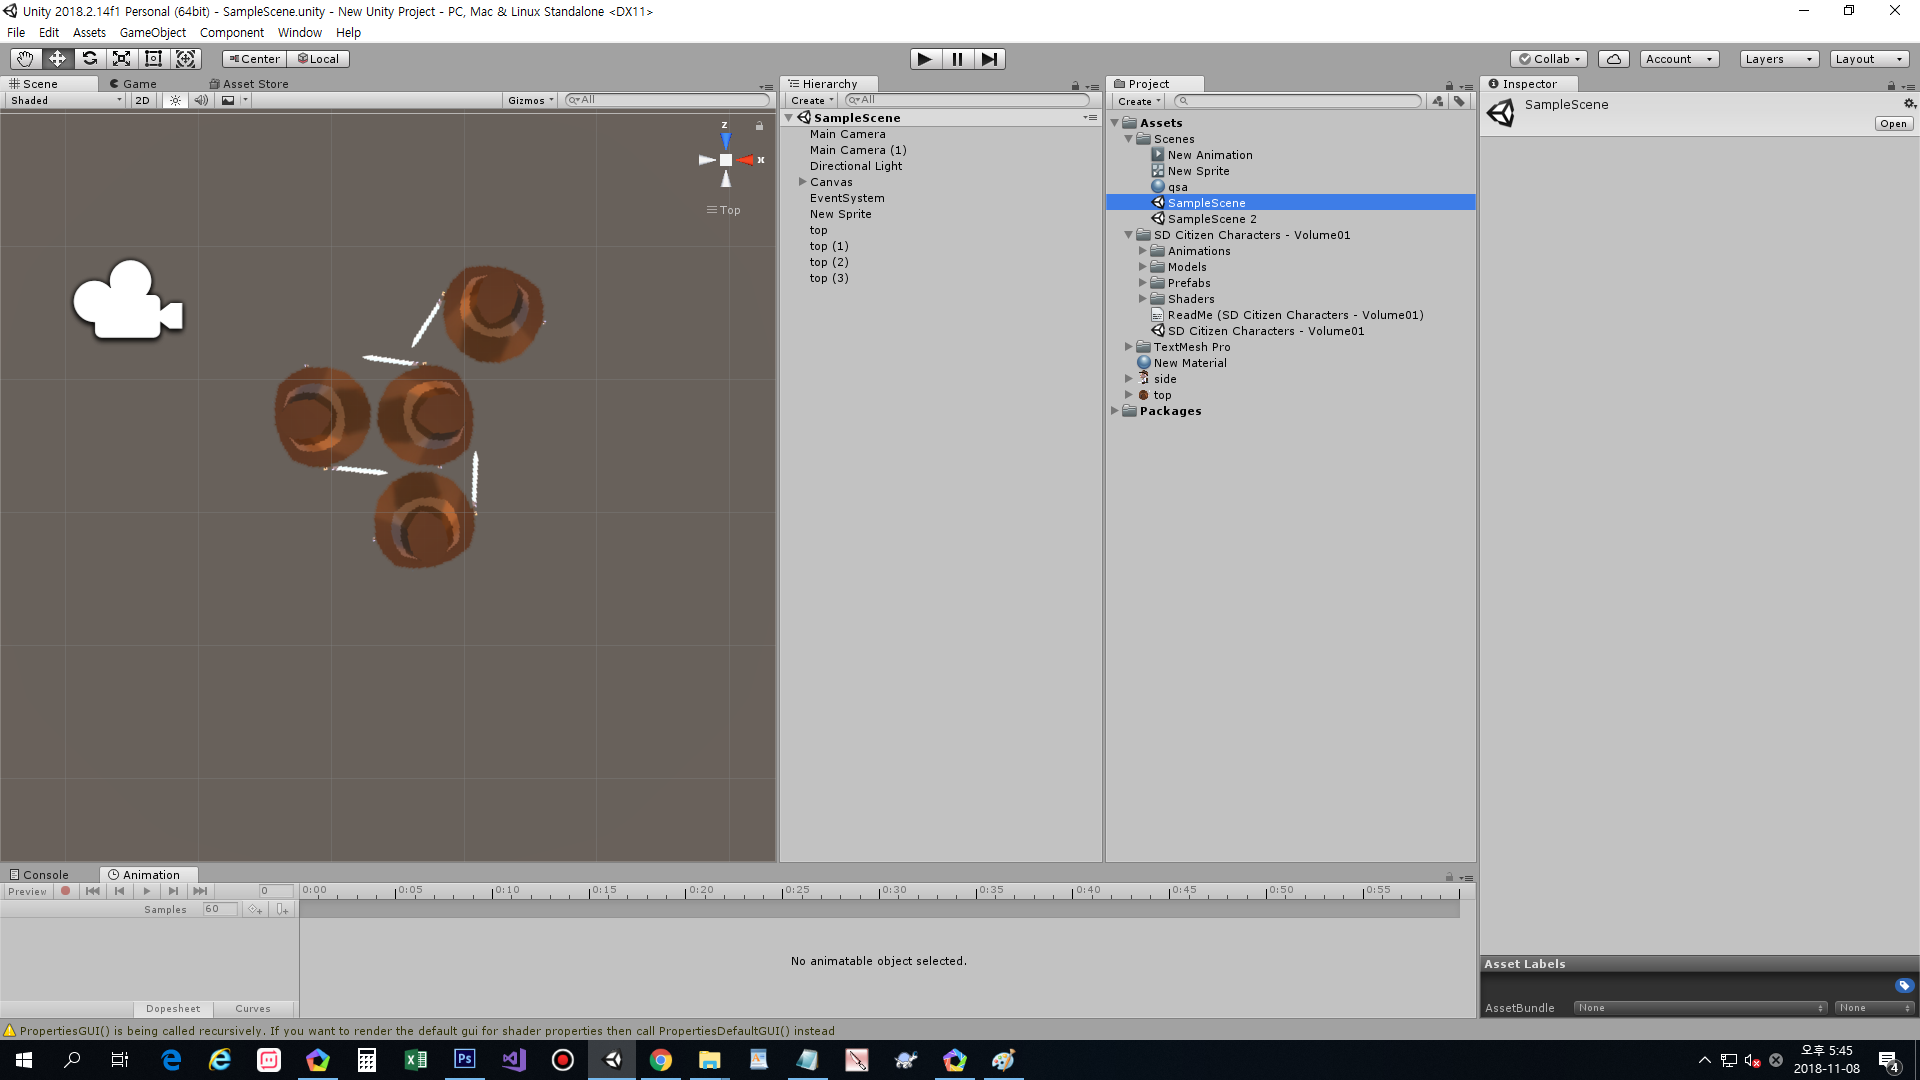 Unity 2018.2.14f1 Personal (64bit) - SampleScene.unity - New Unity Project - PC, Mac & Linux Standalone <DX11>
File Edit Assets GameObject Component Window Help
Center Local
Collab Account Layers Layout
Scene Game Asset Store
Shaded 2D Gizmos All
z
x
Top
Hierarchy
Create All
SampleScene
Main Camera
Main Camera (1)
Directional Light
Canvas
EventSystem
New Sprite
top
top (1)
top (2)
top (3)
Project
Create
Assets
Scenes
New Animation
New Sprite
qsa
SampleScene
SampleScene 2
SD Citizen Characters - Volume01
Animations
Models
Prefabs
Shaders
ReadMe (SD Citizen Characters - Volume01)
SD Citizen Characters - Volume01
TextMesh Pro
New Material
side
top
Packages
Inspector
SampleScene
Open
Console Animation
Preview 0 0:00 0:05 0:10 0:15 0:20 0:25 0:30 0:35 0:40 0:45 0:50 0:55
Samples 60
No animatable object selected.
Dopesheet Curves
Asset Labels
AssetBundle None None
PropertiesGUI() is being called recursively. If you want to render the default gui for shader properties then call PropertiesDefaultGUI() instead
Ps
오후 5:45
2018-11-08
4